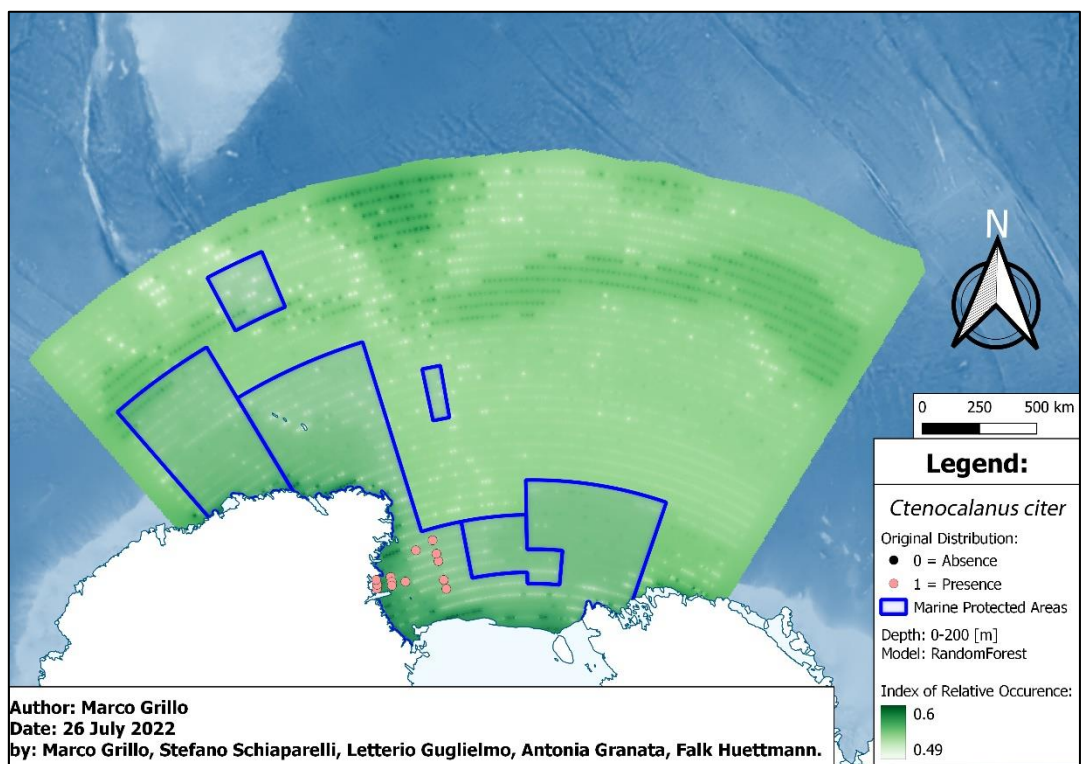 N
0 250 500 km
Legend:
Ctenocalanus citer
Original Distribution:
0 = Absence
1 = Presence
Marine Protected Areas
Depth: 0-200 [m]
Model: RandomForest
Index of Relative Occurence:
0.6
0.49
Author: Marco Grillo
Date: 26 July 2022
by: Marco Grillo, Stefano Schiaparelli, Letterio Guglielmo, Antonia Granata, Falk Huettmann.